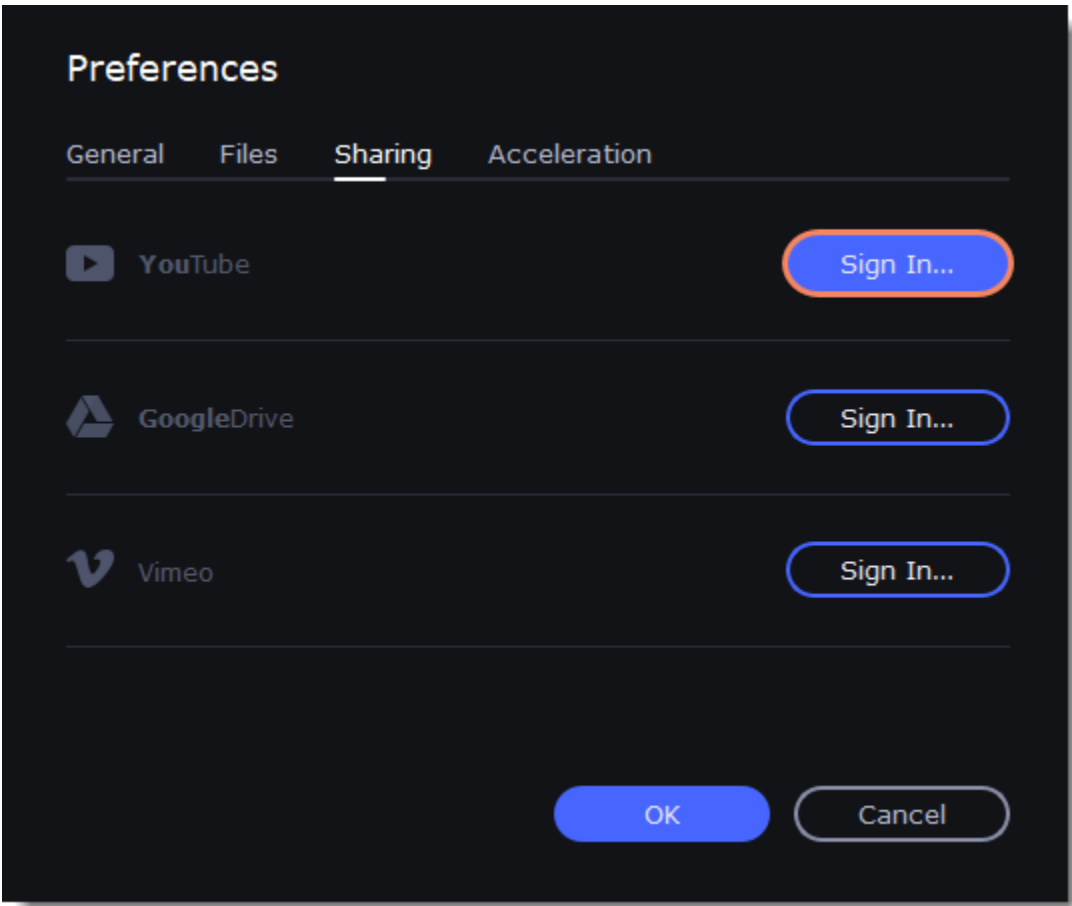 Preferences
General Files Sharing Acceleration
YouTube Sign In...
GoogleDrive Sign In...
Vimeo Sign In...
OK Cancel